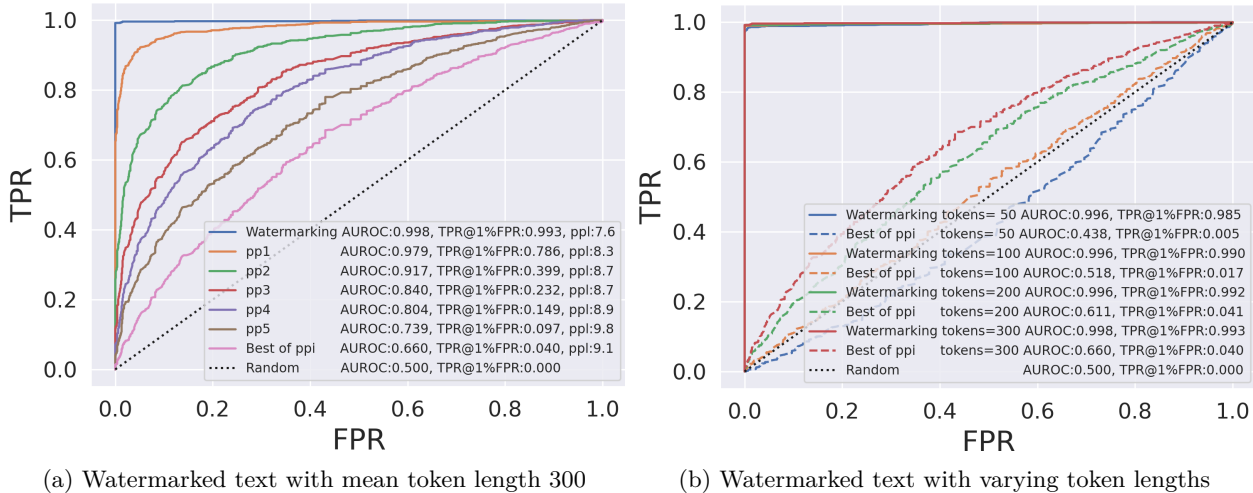 TPR
1.0
0.8
0.6
0.4
0.2
0.0
Watermarking AUROC:0.998, TPR@1%FPR:0.993, ppl:7.6
pp1 AUROC:0.979, TPR@1%FPR:0.786, ppl:8.3
pp2 AUROC:0.917, TPR@1%FPR:0.399, ppl:8.7
pp3 AUROC:0.840, TPR@1%FPR:0.232, ppl:8.7
pp4 AUROC:0.804, TPR@1%FPR:0.149, ppl:8.9
pp5 AUROC:0.739, TPR@1%FPR:0.097, ppl:9.8
Best of ppi AUROC:0.660, TPR@1%FPR:0.040, ppl:9.1
Random AUROC:0.500, TPR@1%FPR:0.000
0.0 0.2 0.4 0.6 0.8 1.0
FPR
(a) Watermarked text with mean token length 300
TPR
1.0
0.8
0.6
0.4
0.2
0.0
Watermarking tokens= 50 AUROC:0.996, TPR@1%FPR:0.985
Best of ppi tokens= 50 AUROC:0.438, TPR@1%FPR:0.005
Watermarking tokens=100 AUROC:0.996, TPR@1%FPR:0.990
Best of ppi tokens=100 AUROC:0.518, TPR@1%FPR:0.017
Watermarking tokens=200 AUROC:0.996, TPR@1%FPR:0.992
Best of ppi tokens=200 AUROC:0.611, TPR@1%FPR:0.041
Watermarking tokens=300 AUROC:0.998, TPR@1%FPR:0.993
Best of ppi tokens=300 AUROC:0.660, TPR@1%FPR:0.040
Random AUROC:0.500, TPR@1%FPR:0.000
0.0 0.2 0.4 0.6 0.8 1.0
FPR
(b) Watermarked text with varying token lengths